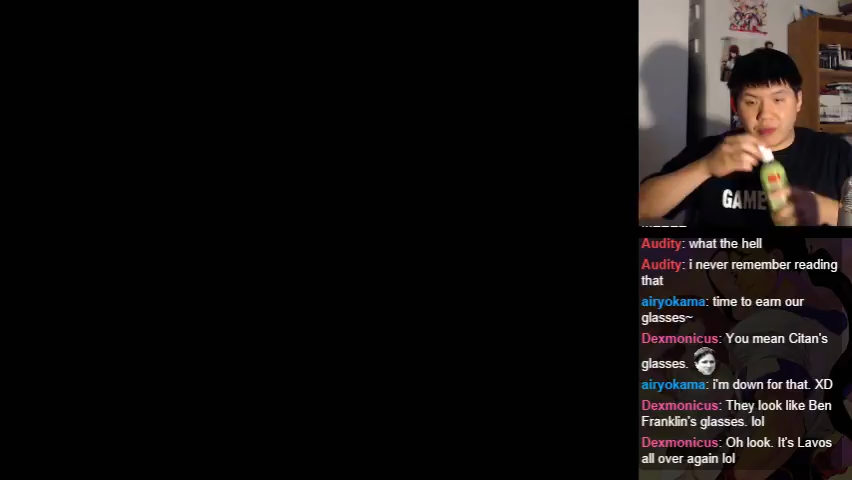 GAME
Audity: what the hell
Audity: i never remember reading
that
airyokama: time to earn our
glasses~
Dexmonicus: You mean Citan's
glasses.
airyokama: i'm down for that. XD
Dexmonicus: They look like Ben
Franklin's glasses. lol
Dexmonicus: Oh look. It's Lavos
all over again lol